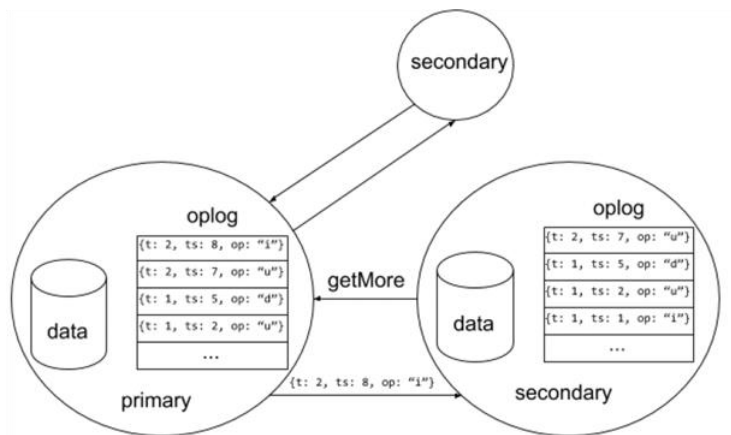 secondary
oplog
{t: 2, ts: 8, op: “i”}
{t: 2, ts: 7, op: “u”}
{t: 1, ts: 5, op: “d”}
{t: 1, ts: 2, op: “u”}
...
data
primary
getMore
{t: 2, ts: 8, op: “i”}
oplog
{t: 2, ts: 7, op: “u”}
{t: 1, ts: 5, op: “d”}
{t: 1, ts: 2, op: “u”}
{t: 1, ts: 1, op: “i”}
...
data
secondary